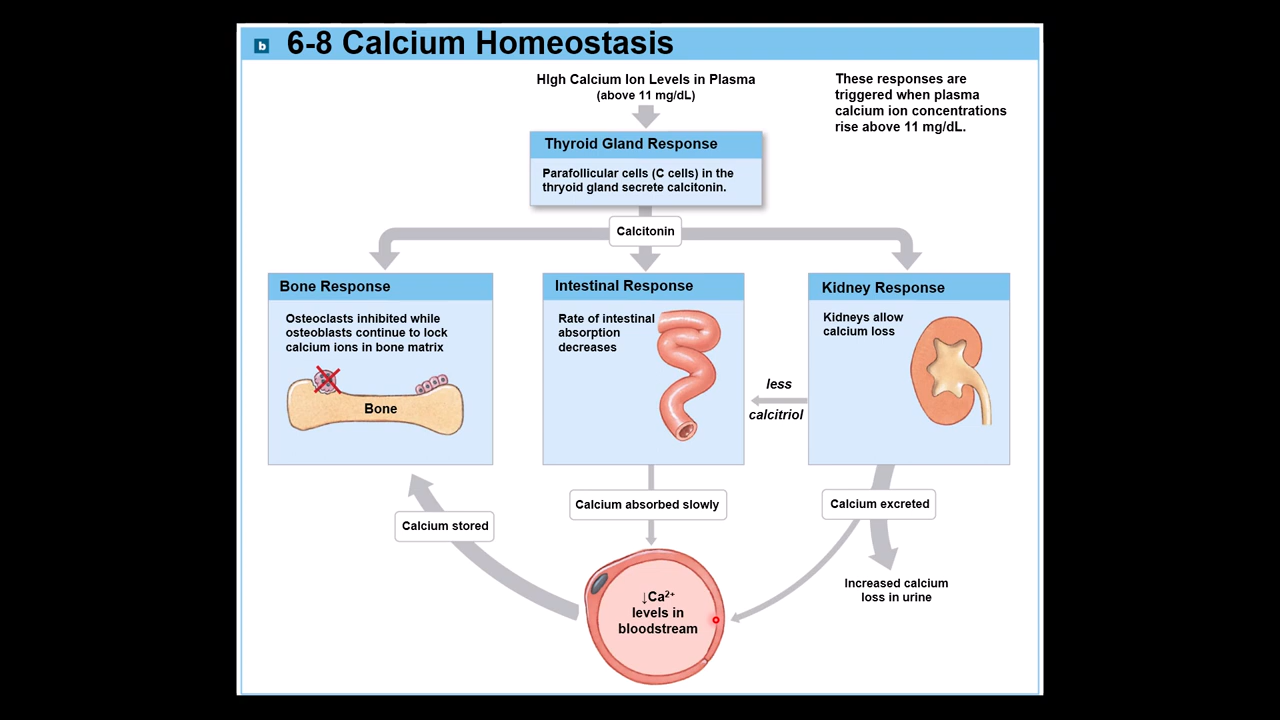 b 6-8 Calcium Homeostasis
HIgh Calcium Ion Levels in Plasma
(above 11 mg/dL)
These responses are
triggered when plasma
calcium ion concentrations
rise above 11 mg/dL.
Thyroid Gland Response
Parafollicular cells (C cells) in the
thryoid gland secrete calcitonin.
Calcitonin
Bone Response
Osteoclasts inhibited while
osteoblasts continue to lock
calcium ions in bone matrix
Bone
Intestinal Response
Rate of intestinal
absorption
decreases
less
calcitriol
Kidney Response
Kidneys allow
calcium loss
Calcium stored
Calcium absorbed slowly
Calcium excreted
Increased calcium
loss in urine
↓Ca²⁺
levels in
bloodstream